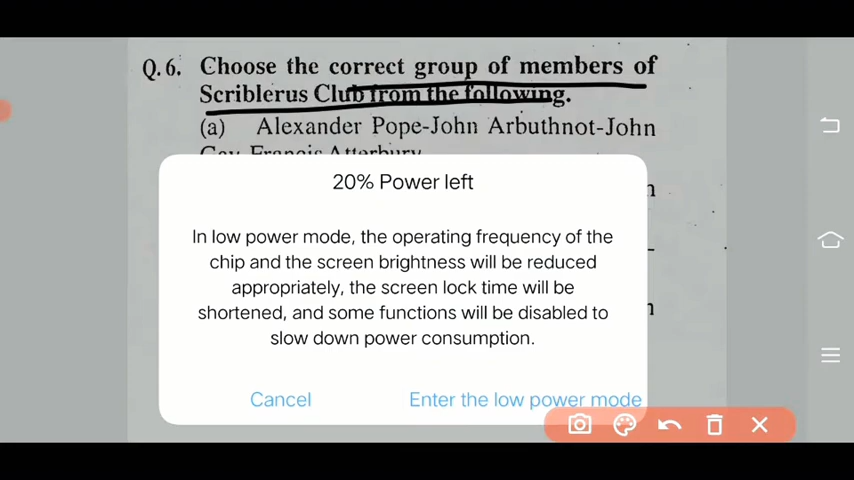 Q.6. Choose the correct group of members of
Scriblerus Club from the following.
(a) Alexander Pope-John Arbuthnot-John
Gay-Francis Atterbury
20% Power left
In low power mode, the operating frequency of the
chip and the screen brightness will be reduced
appropriately, the screen lock time will be
shortened, and some functions will be disabled to
slow down power consumption.
Cancel
Enter the low power mode